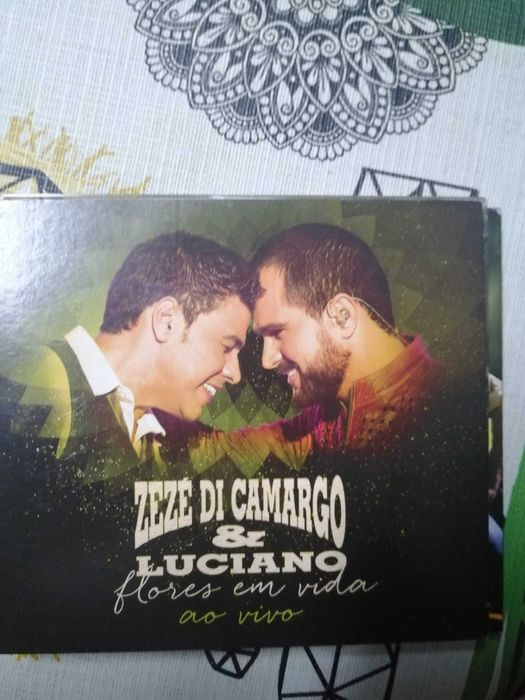 ZEZÉ DI CAMARGO
&
LUCIANO
flores em vida
ao vivo